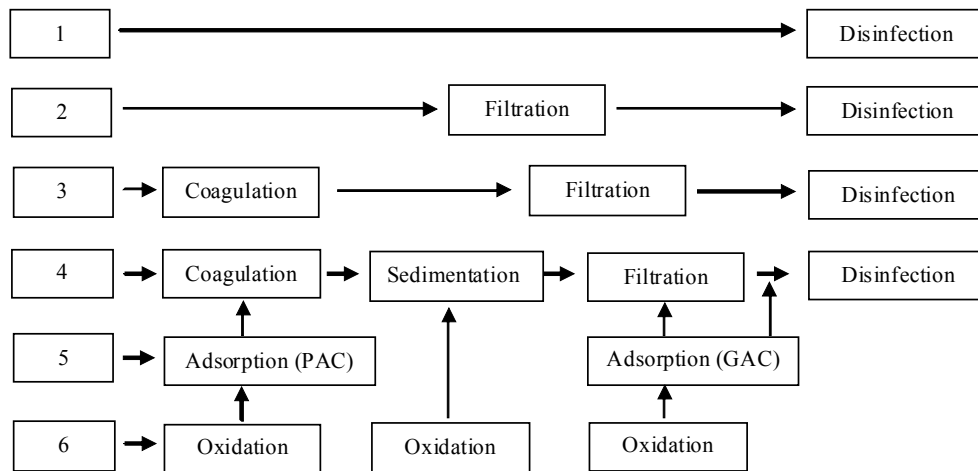 1 Disinfection
2 Filtration Disinfection
3 Coagulation Filtration Disinfection
4 Coagulation Sedimentation Filtration Disinfection
5 Adsorption (PAC) Adsorption (GAC)
6 Oxidation Oxidation Oxidation